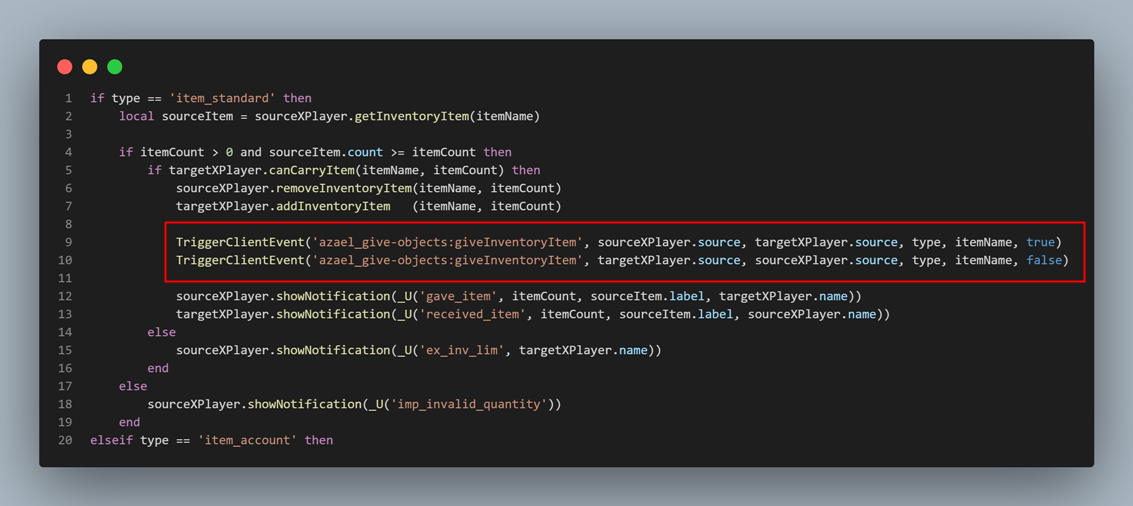 1 if type == 'item_standard' then
2     local sourceItem = sourceXPlayer.getInventoryItem(itemName)
3
4     if itemCount > 0 and sourceItem.count >= itemCount then
5         if targetXPlayer.canCarryItem(itemName, itemCount) then
6             sourceXPlayer.removeInventoryItem(itemName, itemCount)
7             targetXPlayer.addInventoryItem   (itemName, itemCount)
8
9             TriggerClientEvent('azael_give-objects:giveInventoryItem', sourceXPlayer.source, targetXPlayer.source, type, itemName, true)
10             TriggerClientEvent('azael_give-objects:giveInventoryItem', targetXPlayer.source, sourceXPlayer.source, type, itemName, false)
11
12             sourceXPlayer.showNotification(_U('gave_item', itemCount, sourceItem.label, targetXPlayer.name))
13             targetXPlayer.showNotification(_U('received_item', itemCount, sourceItem.label, sourceXPlayer.name))
14         else
15             sourceXPlayer.showNotification(_U('ex_inv_lim', targetXPlayer.name))
16         end
17     else
18         sourceXPlayer.showNotification(_U('imp_invalid_quantity'))
19     end
20 elseif type == 'item_account' then